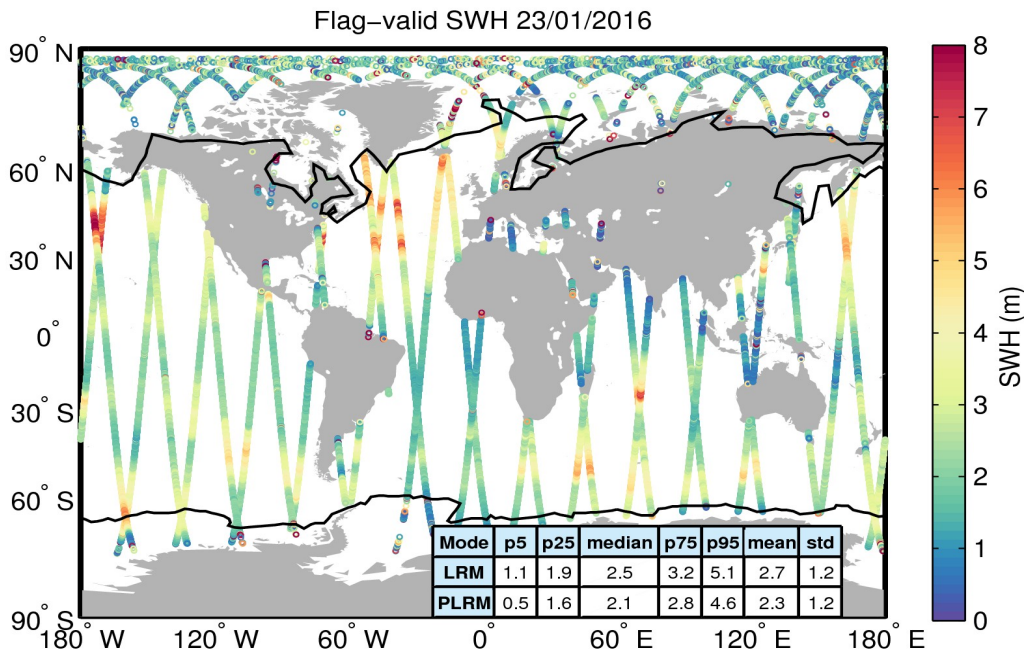 Flag−valid SWH 23/01/2016
90° N
60° N
30° N
0°
30° S
60° S
90° S
180° W
120° W
60° W
0°
60° E
120° E
180° E
Mode p5 p25 median p75 p95 mean std
LRM 1.1 1.9 2.5 3.2 5.1 2.7 1.2
PLRM 0.5 1.6 2.1 2.8 4.6 2.3 1.2
8
7
6
5
4
3
2
1
0
SWH (m)